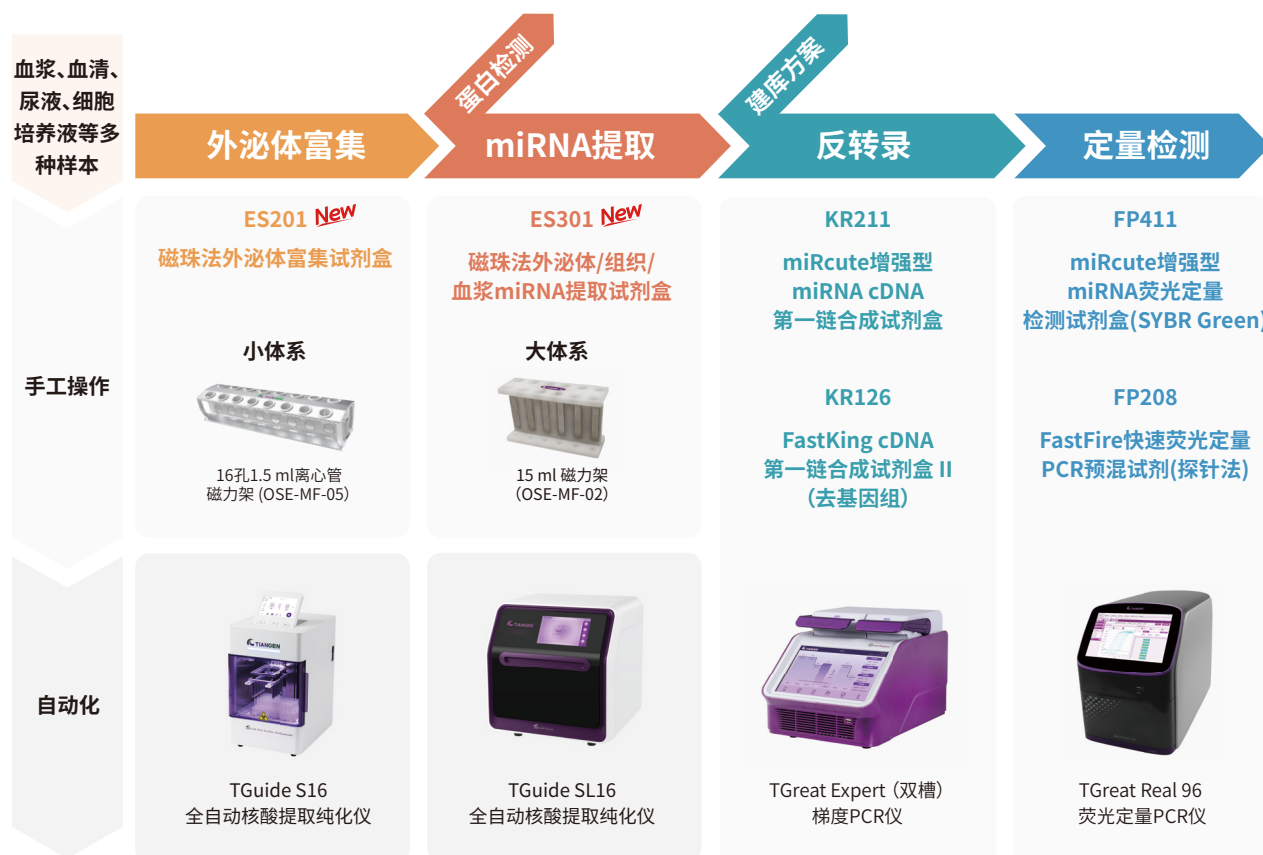 血浆、血清、
尿液、细胞
培养液等多
种样本
蛋白检测
建库方案
外泌体富集
miRNA提取
反转录
定量检测
手工操作
ES201 New
磁珠法外泌体富集试剂盒
小体系
16孔1.5 ml离心管
磁力架 (OSE-MF-05)
ES301 New
磁珠法外泌体/组织/
血浆miRNA提取试剂盒
大体系
15 ml 磁力架
（OSE-MF-02）
KR211
miRcute增强型
miRNA cDNA
第一链合成试剂盒
KR126
FastKing cDNA
第一链合成试剂盒 II
（去基因组）
FP411
miRcute增强型
miRNA荧光定量
检测试剂盒(SYBR Green)
FP208
FastFire快速荧光定量
PCR预混试剂(探针法)
自动化
TIANGEN
TGuide S16
全自动核酸提取纯化仪
TIANGEN
TGuide SL16
全自动核酸提取纯化仪
TGreat Expert（双槽）
梯度PCR仪
TGreat Real 96
荧光定量PCR仪